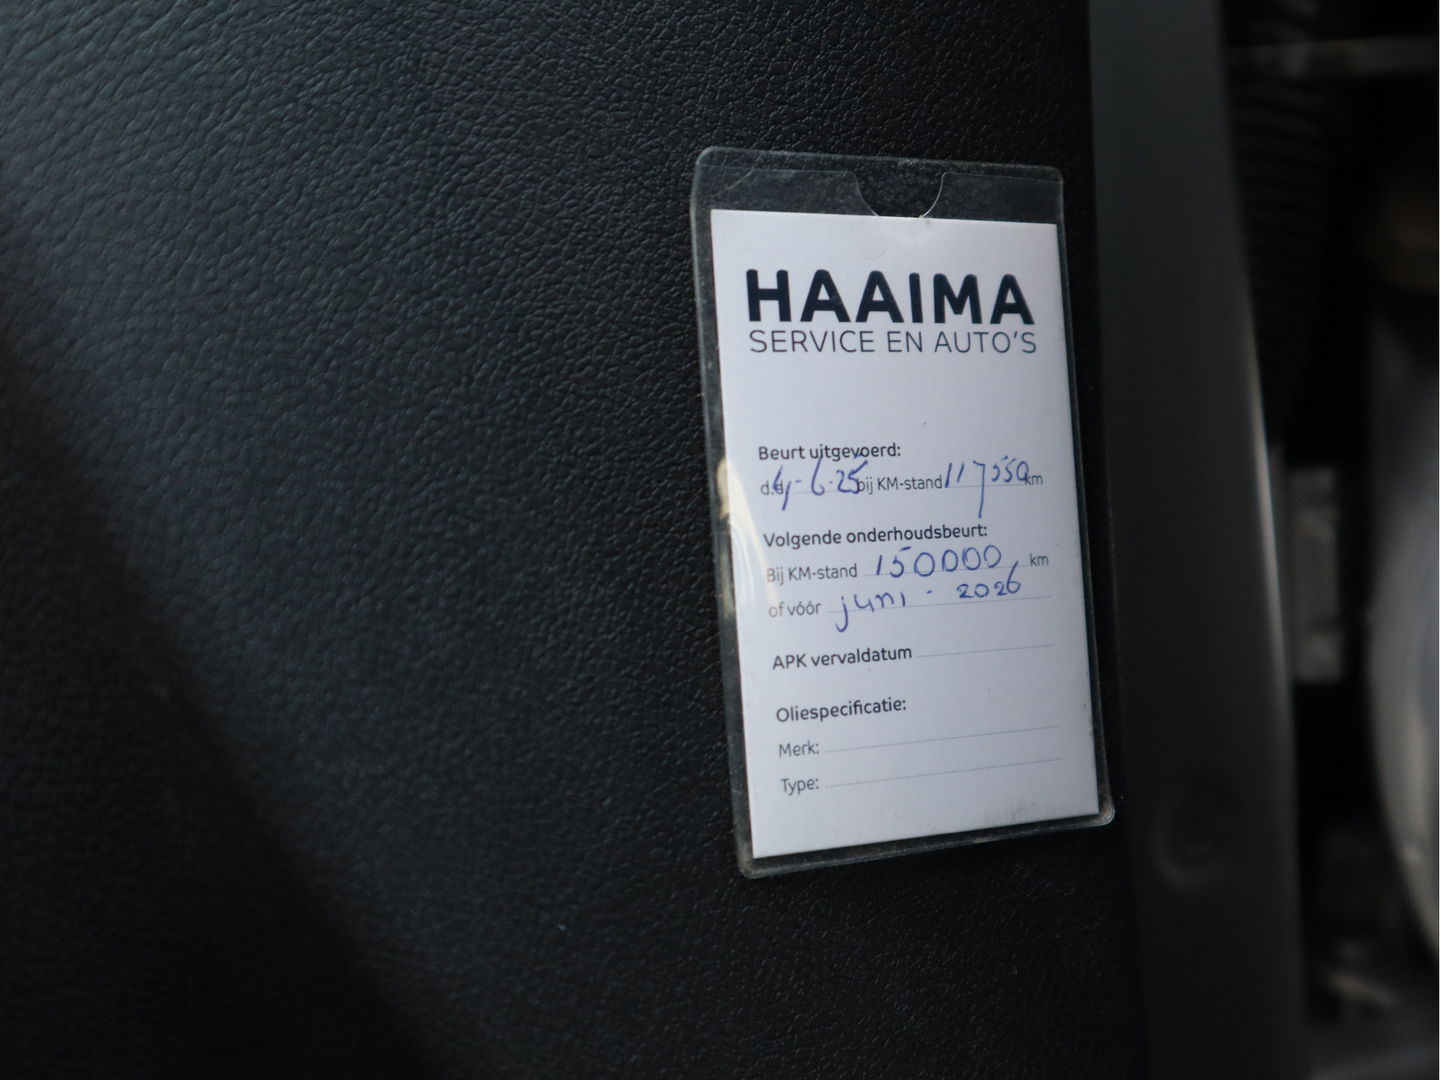 HAAIMA
SERVICE EN AUTO'S
Beurt uitgevoerd:
d.d. 4-6-25 bij KM-stand 117550 km
Volgende onderhoudsbeurt:
Bij KM-stand 150000 km
of vóór juni - 2026
APK vervaldatum
Oliespecificatie:
Merk:
Type: